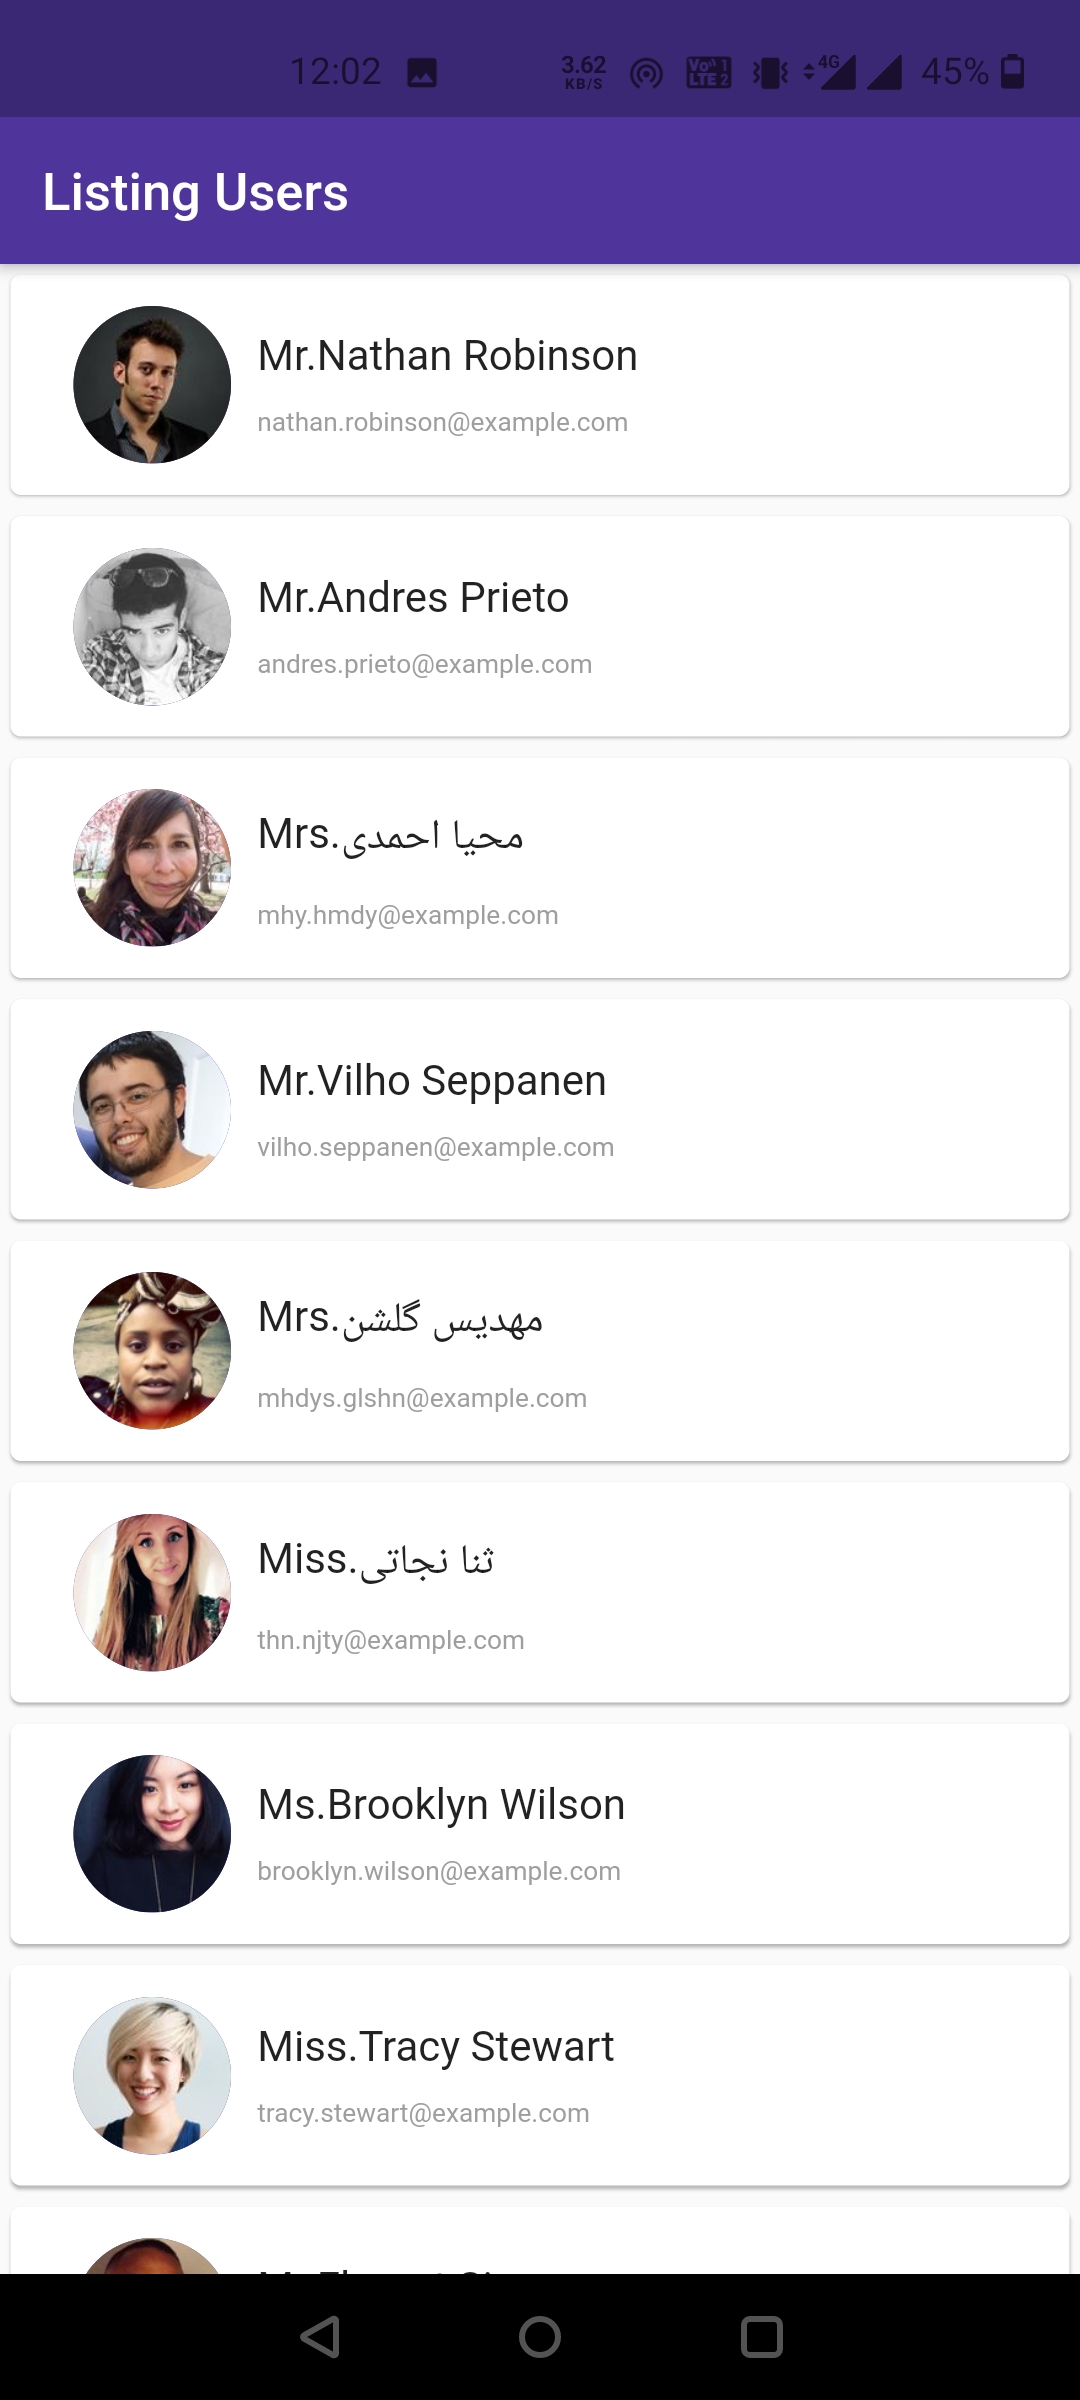 12:02 3.62 KB/S Vo)) 1 LTE 2 4G 45%
Listing Users
Mr.Nathan Robinson
nathan.robinson@example.com
Mr.Andres Prieto
andres.prieto@example.com
Mrs.محیا احمدی
mhy.hmdy@example.com
Mr.Vilho Seppanen
vilho.seppanen@example.com
Mrs.مهدیس گلشن
mhdys.glshn@example.com
Miss.ثنا نجاتی
thn.njty@example.com
Ms.Brooklyn Wilson
brooklyn.wilson@example.com
Miss.Tracy Stewart
tracy.stewart@example.com